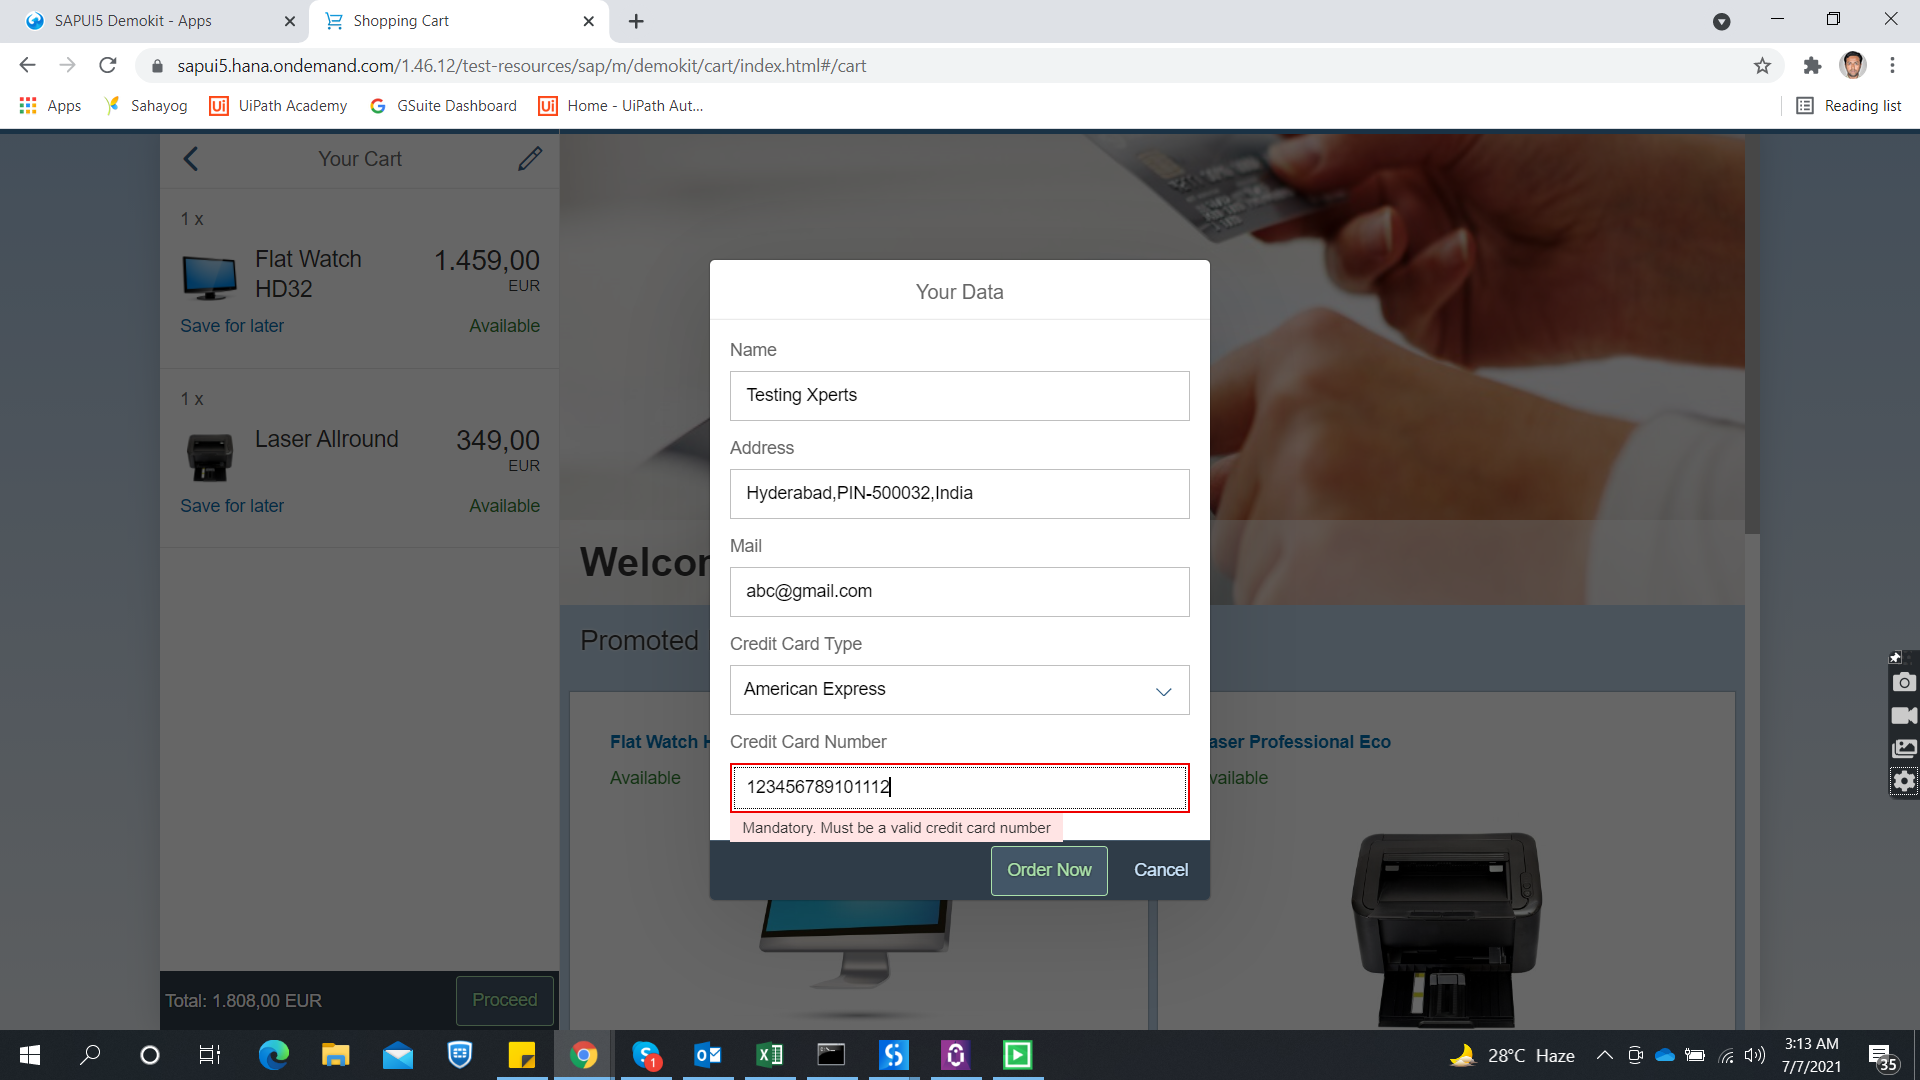 SAPUI5 Demokit - Apps
Shopping Cart
sapui5.hana.ondemand.com/1.46.12/test-resources/sap/m/demokit/cart/index.html#/cart
Apps
Sahayog
UiPath Academy
GSuite Dashboard
Home - UiPath Aut...
Reading list
Your Cart
1 x
Flat Watch HD32
1.459,00
EUR
Save for later
Available
1 x
Laser Allround
349,00
EUR
Save for later
Available
Total: 1.808,00 EUR
Proceed
Welcor
Promoted
Flat Watch H
Available
aser Professional Eco
vailable
Your Data
Name
Testing Xperts
Address
Hyderabad,PIN-500032,India
Mail
abc@gmail.com
Credit Card Type
American Express
Credit Card Number
123456789101112
Mandatory. Must be a valid credit card number
Order Now
Cancel
28°C Haze
3:13 AM
7/7/2021
35